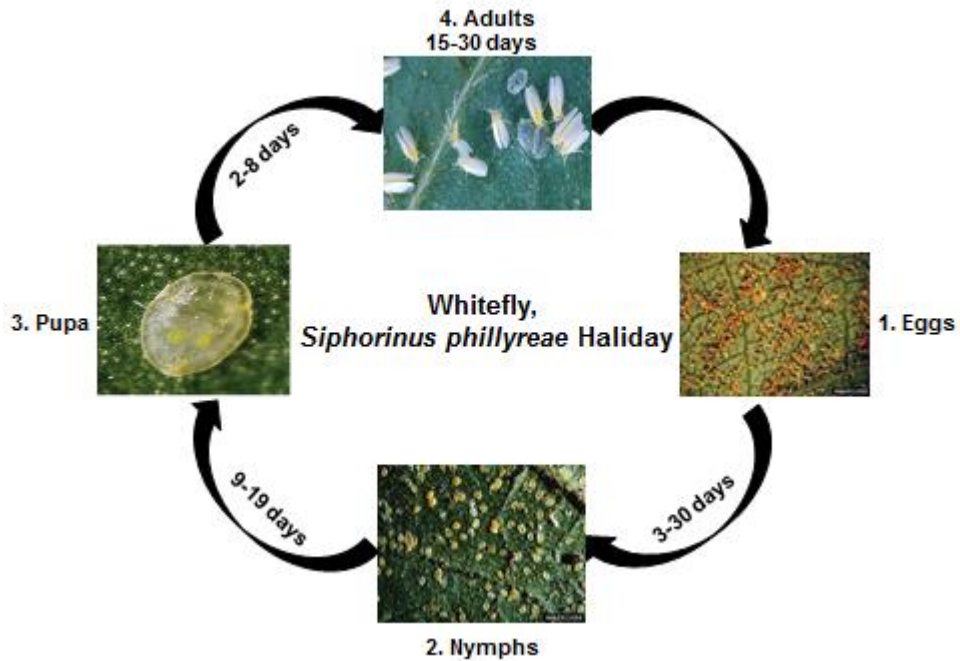 4. Adults
15-30 days
2-8 days
Whitefly,
Siphorinus phillyreae Haliday
3. Pupa
1. Eggs
9-19 days
3-30 days
2. Nymphs